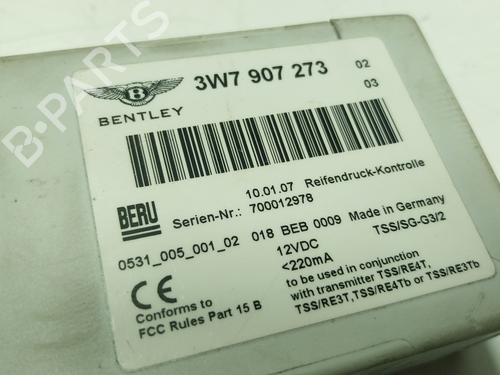 B-PARTS
B
BENTLEY
3W7 907 273
02
03
10.01.07 Reifendruck-Kontrolle
BERU
Serien-Nr.: 700012978
0531_005_001_02 018 BEB 0009 Made in Germany
12VDC TSS/SG-G3/2
<220mA
CE
to be used in conjunction
with transmitter TSS/RE4T,
TSS/RE3T, TSS/RE4Tb or TSS/RE3Tb
Conforms to
FCC Rules Part 15 B